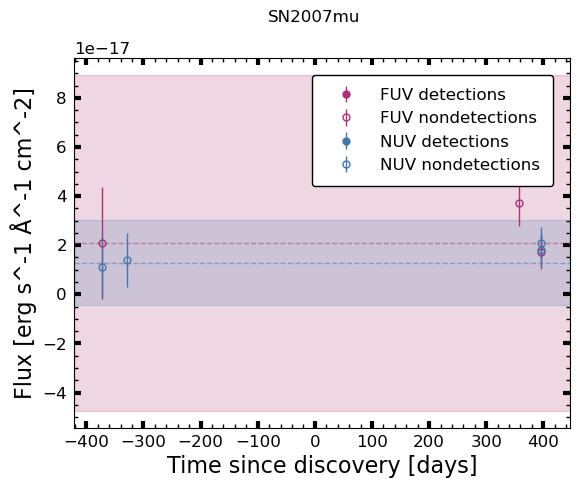 SN2007mu
1e−17
Flux [erg s^-1 Å^-1 cm^-2]
8
6
4
2
0
−2
−4
FUV detections
FUV nondetections
NUV detections
NUV nondetections
−400 −300 −200 −100 0 100 200 300 400
Time since discovery [days]